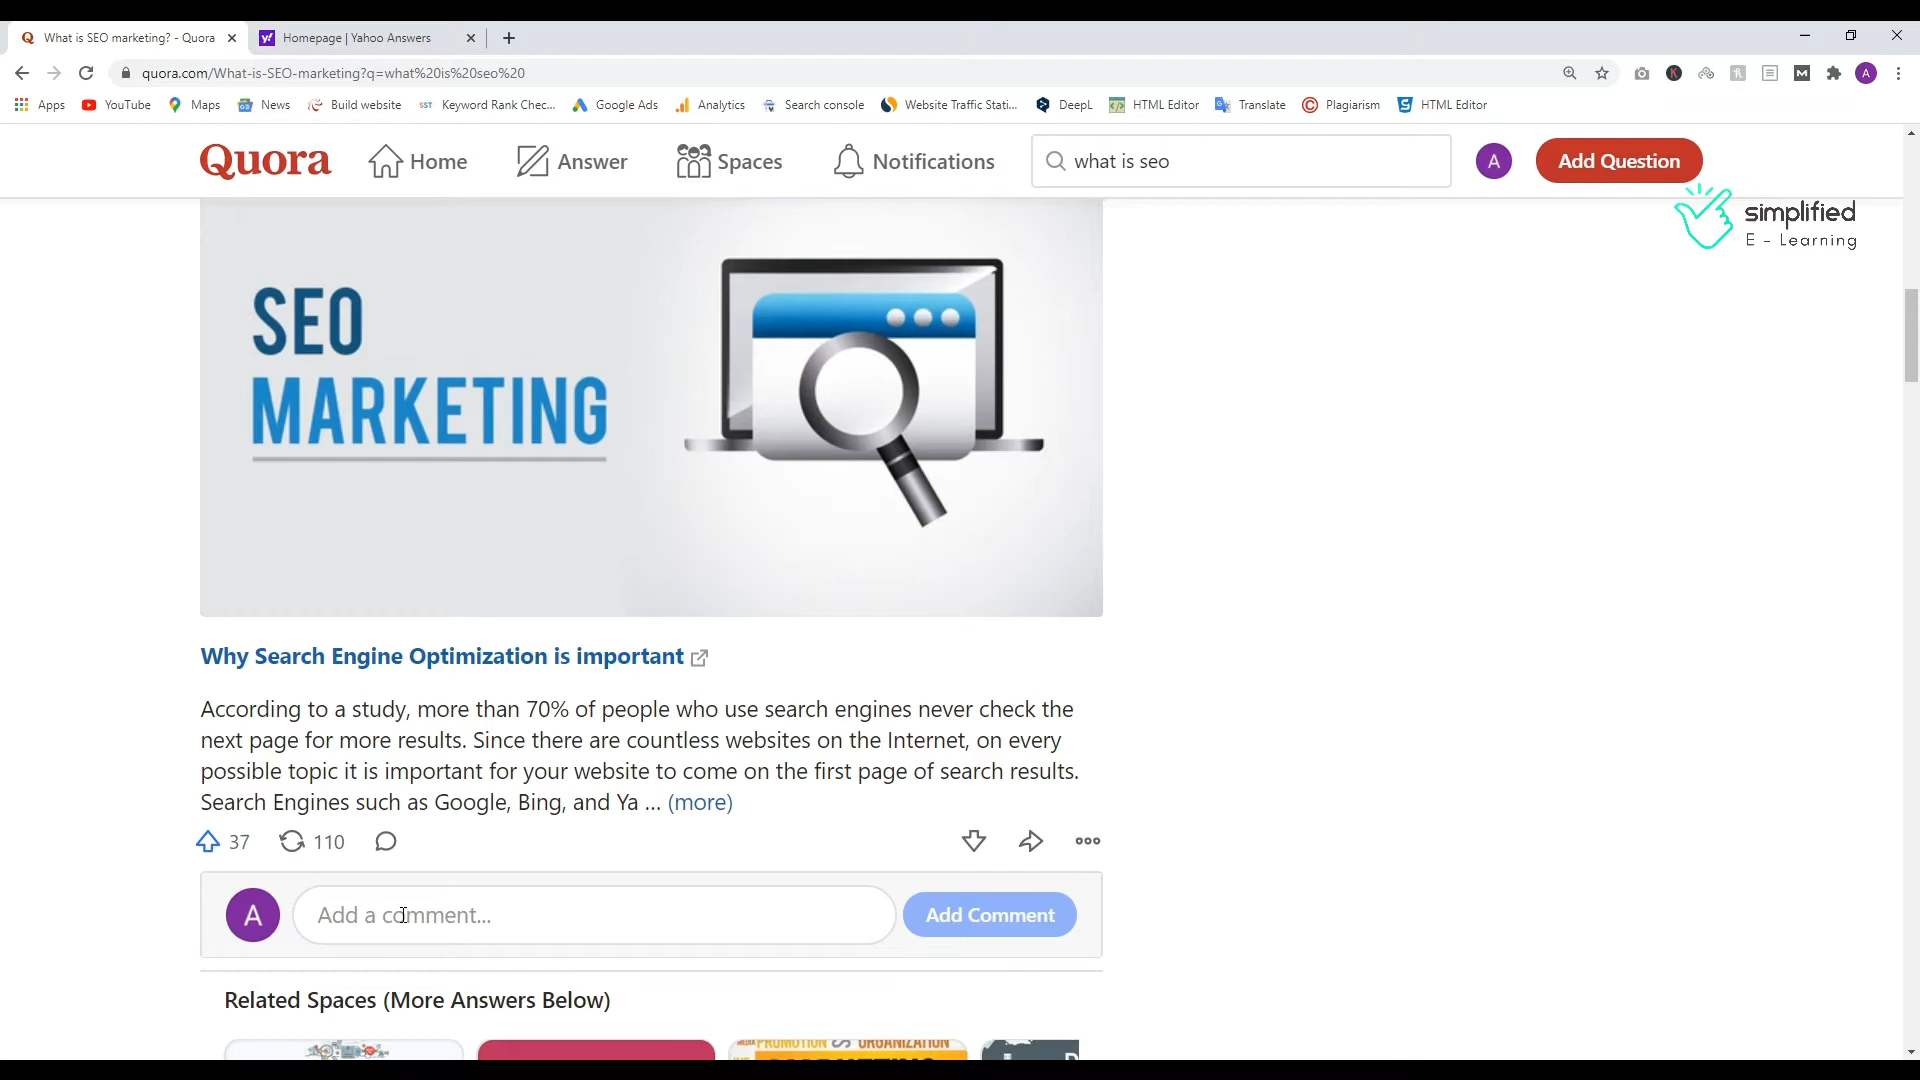 What is SEO marketing? - Quora
Homepage | Yahoo Answers
quora.com/What-is-SEO-marketing?q=what%20is%20seo%20
A
Apps
YouTube
Maps
News
Build website
SST
Keyword Rank Chec...
Google Ads
Analytics
Search console
Website Traffic Stati...
DeepL
HTML Editor
Translate
Plagiarism
HTML Editor
Quora
Home
Answer
Spaces
Notifications
what is seo
A
Add Question
simplified
E - Learning
SEO
MARKETING
Why Search Engine Optimization is important
According to a study, more than 70% of people who use search engines never check the
next page for more results. Since there are countless websites on the Internet, on every
possible topic it is important for your website to come on the first page of search results.
Search Engines such as Google, Bing, and Ya ... (more)
37
110
A
Add a comment...
Add Comment
Related Spaces (More Answers Below)
PROMOTION
ORGANIZATION